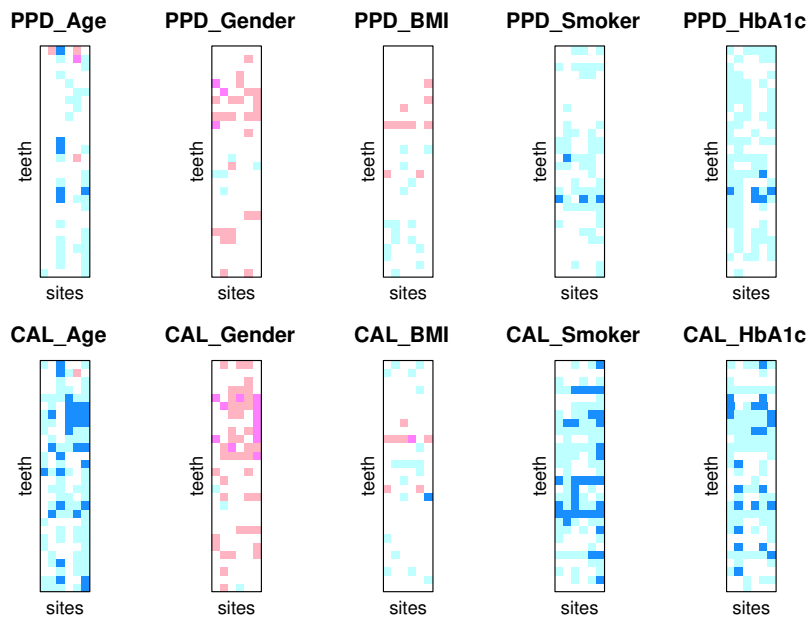 PPD_Age PPD_Gender PPD_BMI PPD_Smoker PPD_HbA1c
teeth teeth teeth teeth teeth
sites sites sites sites sites
CAL_Age CAL_Gender CAL_BMI CAL_Smoker CAL_HbA1c
teeth teeth teeth teeth teeth
sites sites sites sites sites